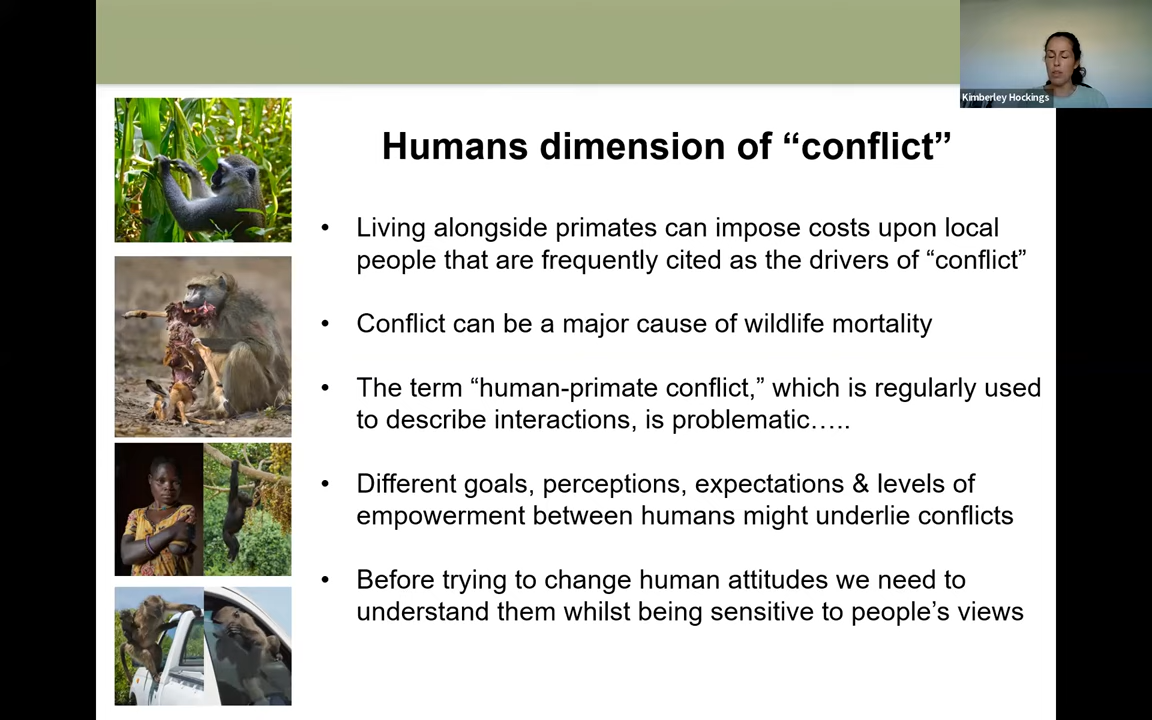 Kimberley Hockings
Humans dimension of “conflict”
• Living alongside primates can impose costs upon local
people that are frequently cited as the drivers of “conflict”
• Conflict can be a major cause of wildlife mortality
• The term “human-primate conflict,” which is regularly used
to describe interactions, is problematic…..
• Different goals, perceptions, expectations & levels of
empowerment between humans might underlie conflicts
• Before trying to change human attitudes we need to
understand them whilst being sensitive to people’s views